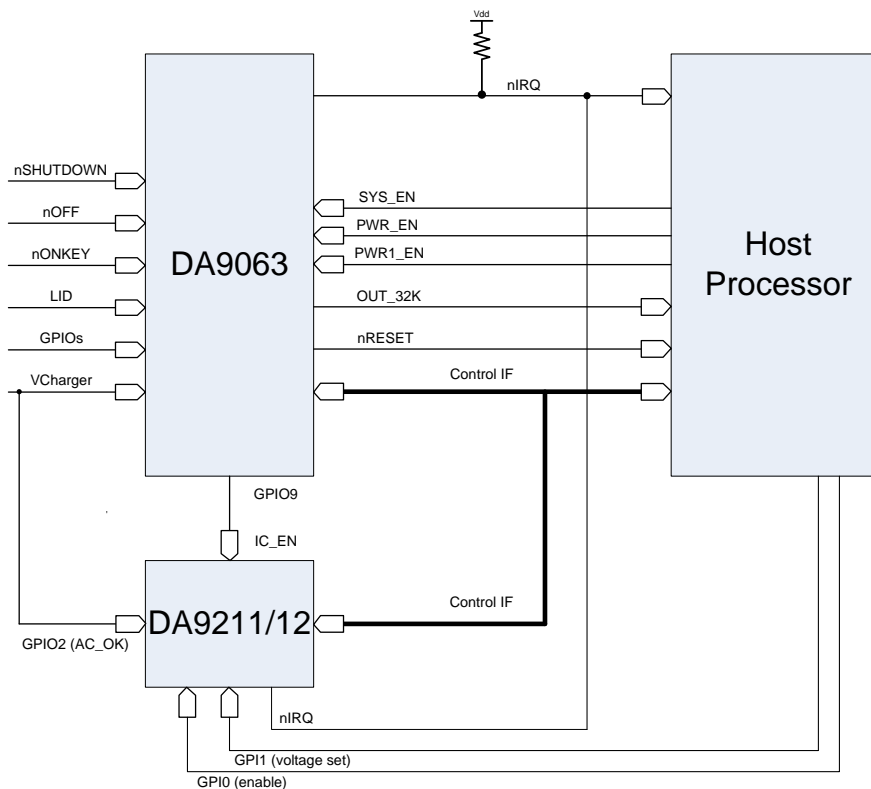 Vdd
nIRQ
nSHUTDOWN
SYS_EN
nOFF
PWR_EN
nONKEY
DA9063
PWR1_EN
Host
Processor
LID
OUT_32K
GPIOs
nRESET
VCharger
Control IF
GPIO9
IC_EN
DA9211/12
Control IF
GPIO2 (AC_OK)
nIRQ
GPI1 (voltage set)
GPI0 (enable)